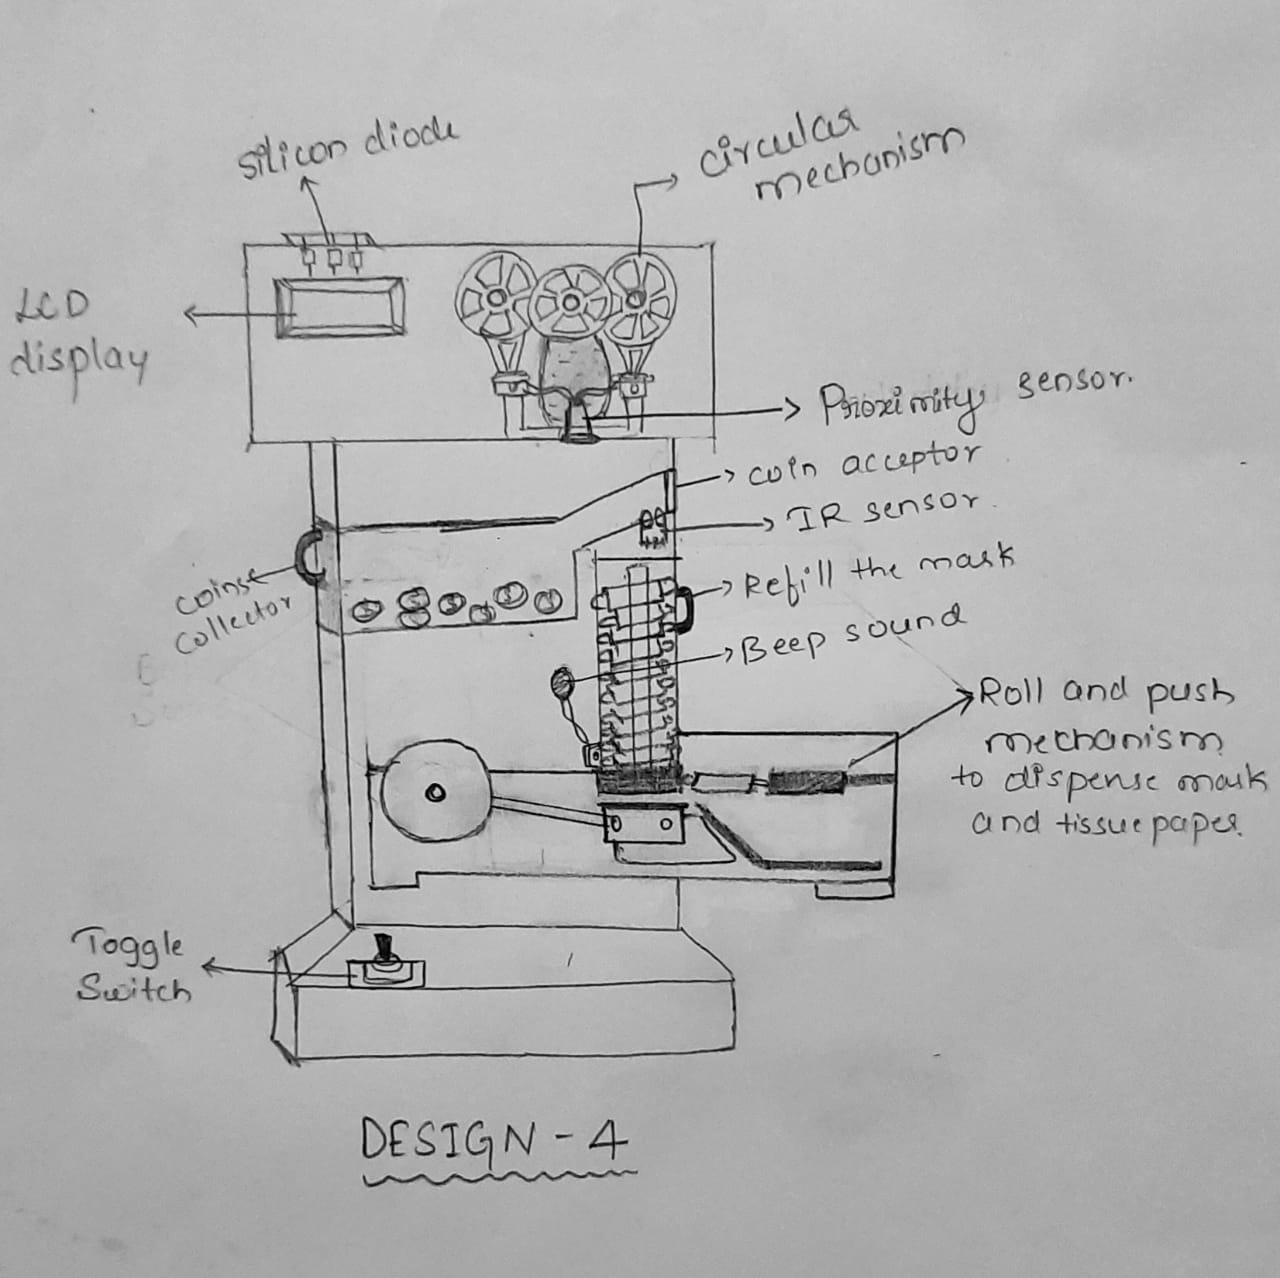 silicon diode
circular
mechanism
LCD
display
Proximity sensor.
coin acceptor
IR sensor.
Refill the mask
coins
collector
Beep sound
Roll and push
mechanism
to dispense mask
and tissue paper.
Toggle
Switch
DESIGN - 4